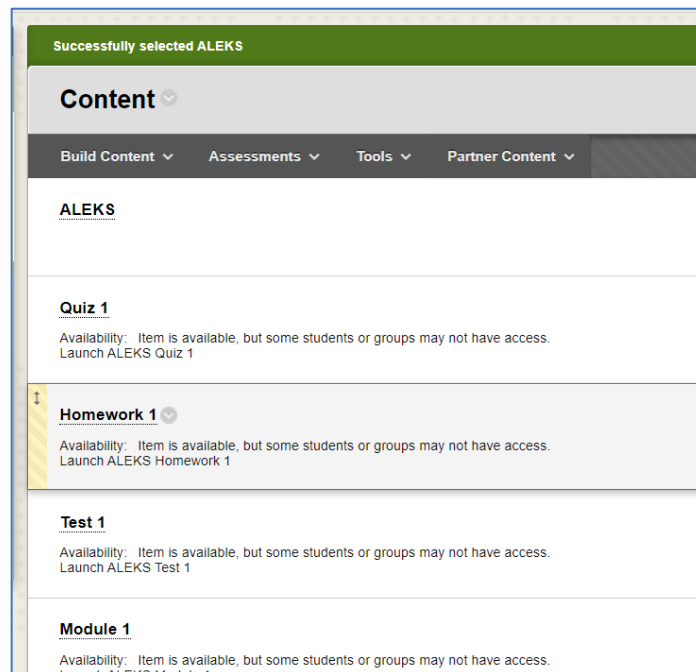 Successfully selected ALEKS
Content
Build Content Assessments Tools Partner Content
ALEKS
Quiz 1
Availability: Item is available, but some students or groups may not have access.
Launch ALEKS Quiz 1
Homework 1
Availability: Item is available, but some students or groups may not have access.
Launch ALEKS Homework 1
Test 1
Availability: Item is available, but some students or groups may not have access.
Launch ALEKS Test 1
Module 1
Availability: Item is available, but some students or groups may not have access.